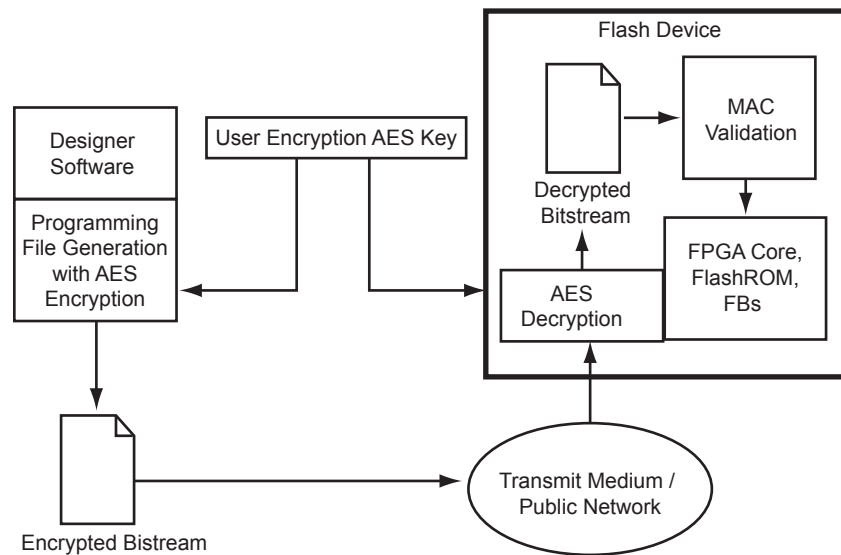 Flash Device
MAC
Validation
Designer
Software
User Encryption AES Key
Decrypted
Bitstream
Programming
File Generation
with AES
Encryption
FPGA Core,
FlashROM,
FBs
AES
Decryption
Transmit Medium /
Public Network
Encrypted Bistream